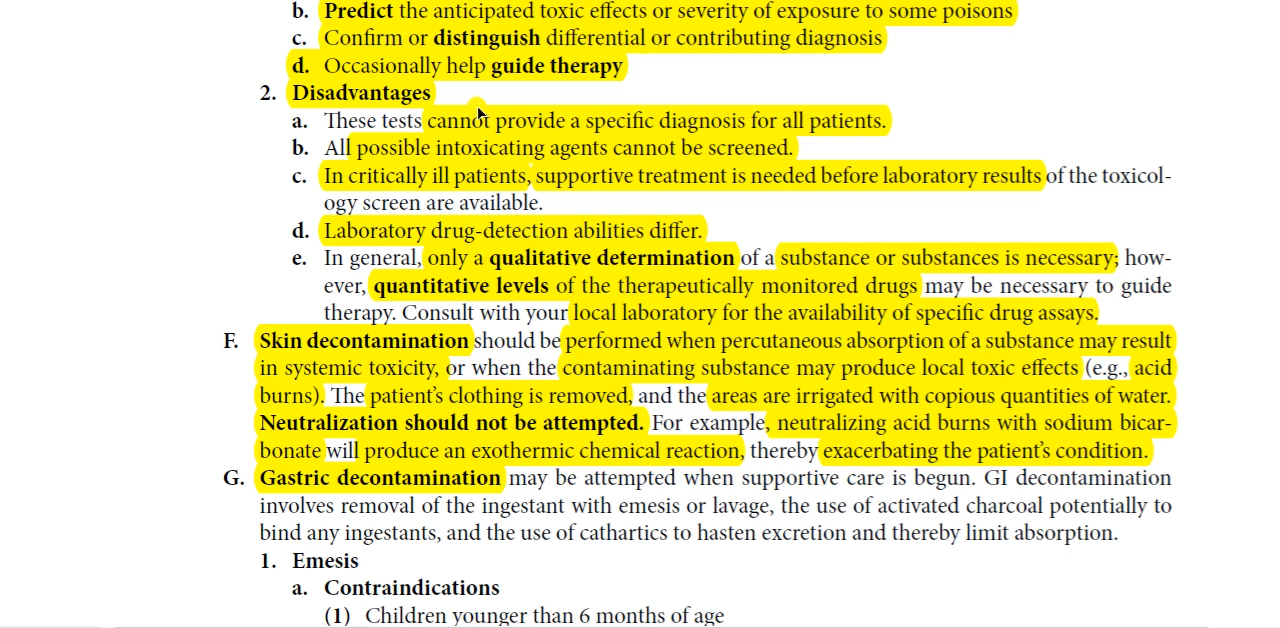 b. Predict the anticipated toxic effects or severity of exposure to some poisons
c. Confirm or distinguish differential or contributing diagnosis
d. Occasionally help guide therapy
2. Disadvantages
a. These tests cannot provide a specific diagnosis for all patients.
b. All possible intoxicating agents cannot be screened.
c. In critically ill patients, supportive treatment is needed before laboratory results of the toxicol-
ogy screen are available.
d. Laboratory drug-detection abilities differ.
e. In general, only a qualitative determination of a substance or substances is necessary; how-
ever, quantitative levels of the therapeutically monitored drugs may be necessary to guide
therapy. Consult with your local laboratory for the availability of specific drug assays.
F. Skin decontamination should be performed when percutaneous absorption of a substance may result
in systemic toxicity, or when the contaminating substance may produce local toxic effects (e.g., acid
burns). The patient's clothing is removed, and the areas are irrigated with copious quantities of water.
Neutralization should not be attempted. For example, neutralizing acid burns with sodium bicar-
bonate will produce an exothermic chemical reaction, thereby exacerbating the patient's condition.
G. Gastric decontamination may be attempted when supportive care is begun. GI decontamination
involves removal of the ingestant with emesis or lavage, the use of activated charcoal potentially to
bind any ingestants, and the use of cathartics to hasten excretion and thereby limit absorption.
1. Emesis
a. Contraindications
(1) Children younger than 6 months of age